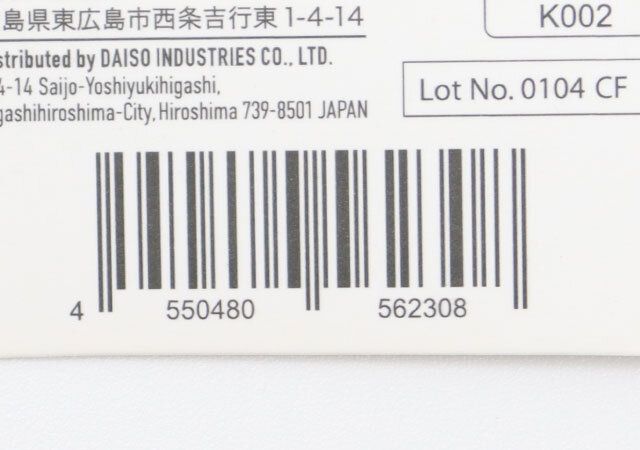 島県東広島市西条吉行東 1-4-14
stributed by DAISO INDUSTRIES CO., LTD.
4-14 Saijo-Yoshiyukihigashi,
gashihiroshima-City, Hiroshima 739-8501 JAPAN
K002
Lot No. 0104 CF
4 550480 562308